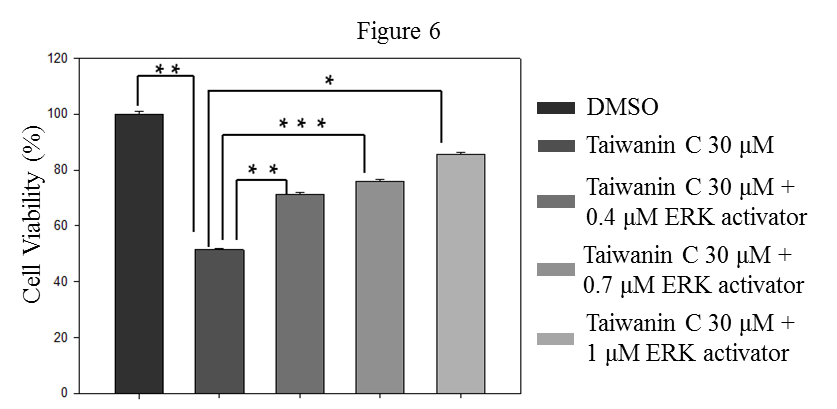 Figure 6
Cell Viability (%)
120
100
80
60
40
20
0
**
*
***
**
DMSO
Taiwanin C 30 μM
Taiwanin C 30 μM +
0.4 μM ERK activator
Taiwanin C 30 μM +
0.7 μM ERK activator
Taiwanin C 30 μM +
1 μM ERK activator